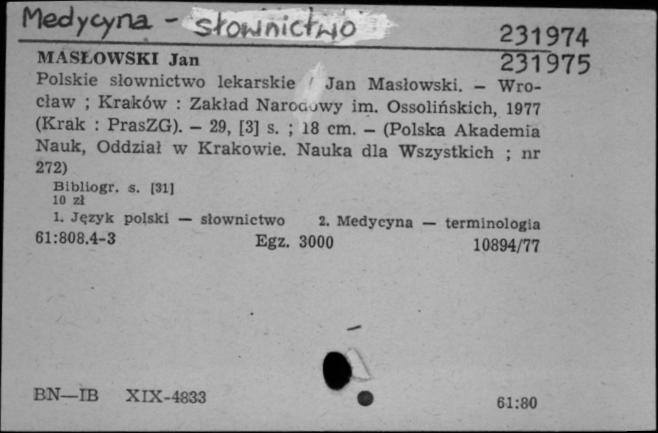 Medycyna - słownictwo
231974
231975
MASŁOWSKI Jan
Polskie słownictwo lekarskie / Jan Masłowski. — Wro-
cław ; Kraków : Zakład Narodowy im. Ossolińskich, 1977
(Krak : PrasZG). — 29, [3] s. ; 18 cm. — (Polska Akademia
Nauk, Oddział w Krakowie. Nauka dla Wszystkich ; nr
272)
Bibliogr. s. [31]
10 zł
1. Język polski — słownictwo 2. Medycyna — terminologia
61:808.4-3 Egz. 3000 10894/77
BN—IB XIX-4833 61:80